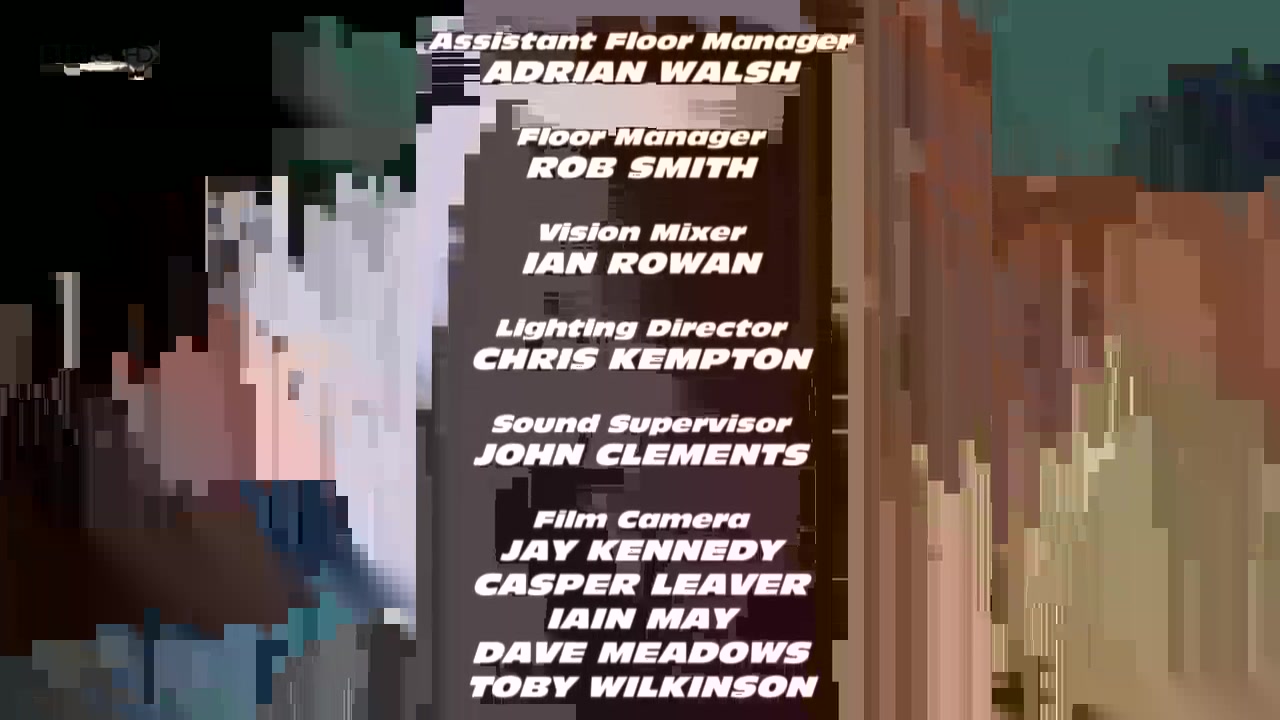 Assistant Floor Manager
ADRIAN WALSH
Floor Manager
ROB SMITH
Vision Mixer
IAN ROWAN
Lighting Director
CHRIS KEMPTON
Sound Supervisor
JOHN CLEMENTS
Film Camera
JAY KENNEDY
CASPER LEAVER
IAIN MAY
DAVE MEADOWS
TOBY WILKINSON